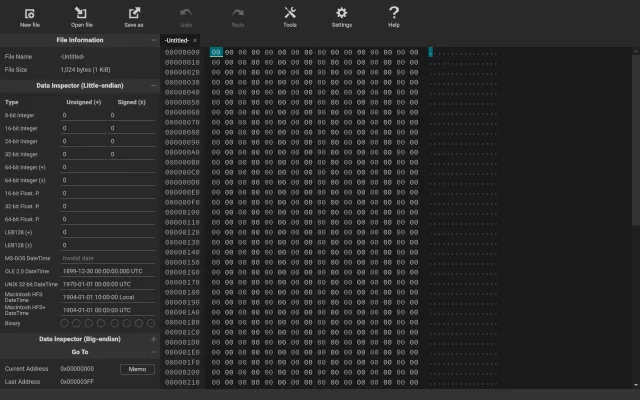 New file Open file Save as Undo Redo Tools Settings Help
File Information
File Name -Untitled-
File Size 1,024 bytes (1 KiB)
Data Inspector (Little-endian)
Type Unsigned (+) Signed (±)
8-bit Integer 0 0
16-bit Integer 0 0
24-bit Integer 0 0
32-bit Integer 0 0
64-bit Integer (+) 0
64-bit Integer (±) 0
16-bit Float. P. 0
32-bit Float. P. 0
64-bit Float. P. 0
LEB128 (+) 0
LEB128 (±) 0
MS-DOS DateTime Invalid date
OLE 2.0 DateTime 1899-12-30 00:00:00.000 UTC
UNIX 32-bit DateTime 1970-01-01 00:00:00 UTC
Macintosh HFS DateTime 1904-01-01 10:00:00 Local
Macintosh HFS+ DateTime 1904-01-01 00:00:00 UTC
Binary
Data Inspector (Big-endian)
Go To
Current Address 0x00000000 Memo
Last Address 0x000003FF
-Untitled- ×
00000000 00 00 00 00 00 00 00 00 00 00 00 00 00 00 00 00 ................
00000010 00 00 00 00 00 00 00 00 00 00 00 00 00 00 00 00 ................
00000020 00 00 00 00 00 00 00 00 00 00 00 00 00 00 00 00 ................
00000030 00 00 00 00 00 00 00 00 00 00 00 00 00 00 00 00 ................
00000040 00 00 00 00 00 00 00 00 00 00 00 00 00 00 00 00 ................
00000050 00 00 00 00 00 00 00 00 00 00 00 00 00 00 00 00 ................
00000060 00 00 00 00 00 00 00 00 00 00 00 00 00 00 00 00 ................
00000070 00 00 00 00 00 00 00 00 00 00 00 00 00 00 00 00 ................
00000080 00 00 00 00 00 00 00 00 00 00 00 00 00 00 00 00 ................
00000090 00 00 00 00 00 00 00 00 00 00 00 00 00 00 00 00 ................
000000A0 00 00 00 00 00 00 00 00 00 00 00 00 00 00 00 00 ................
000000B0 00 00 00 00 00 00 00 00 00 00 00 00 00 00 00 00 ................
000000C0 00 00 00 00 00 00 00 00 00 00 00 00 00 00 00 00 ................
000000D0 00 00 00 00 00 00 00 00 00 00 00 00 00 00 00 00 ................
000000E0 00 00 00 00 00 00 00 00 00 00 00 00 00 00 00 00 ................
000000F0 00 00 00 00 00 00 00 00 00 00 00 00 00 00 00 00 ................
00000100 00 00 00 00 00 00 00 00 00 00 00 00 00 00 00 00 ................
00000110 00 00 00 00 00 00 00 00 00 00 00 00 00 00 00 00 ................
00000120 00 00 00 00 00 00 00 00 00 00 00 00 00 00 00 00 ................
00000130 00 00 00 00 00 00 00 00 00 00 00 00 00 00 00 00 ................
00000140 00 00 00 00 00 00 00 00 00 00 00 00 00 00 00 00 ................
00000150 00 00 00 00 00 00 00 00 00 00 00 00 00 00 00 00 ................
00000160 00 00 00 00 00 00 00 00 00 00 00 00 00 00 00 00 ................
00000170 00 00 00 00 00 00 00 00 00 00 00 00 00 00 00 00 ................
00000180 00 00 00 00 00 00 00 00 00 00 00 00 00 00 00 00 ................
00000190 00 00 00 00 00 00 00 00 00 00 00 00 00 00 00 00 ................
000001A0 00 00 00 00 00 00 00 00 00 00 00 00 00 00 00 00 ................
000001B0 00 00 00 00 00 00 00 00 00 00 00 00 00 00 00 00 ................
000001C0 00 00 00 00 00 00 00 00 00 00 00 00 00 00 00 00 ................
000001D0 00 00 00 00 00 00 00 00 00 00 00 00 00 00 00 00 ................
000001E0 00 00 00 00 00 00 00 00 00 00 00 00 00 00 00 00 ................
000001F0 00 00 00 00 00 00 00 00 00 00 00 00 00 00 00 00 ................
00000200 00 00 00 00 00 00 00 00 00 00 00 00 00 00 00 00 ................
00000210 00 00 00 00 00 00 00 00 00 00 00 00 00 00 00 00 ................